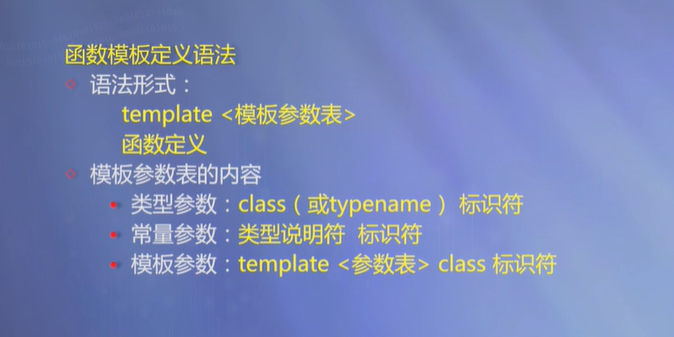 函数模板定义语法
语法形式：
template <模板参数表>
函数定义
模板参数表的内容
类型参数：class（或typename） 标识符
常量参数：类型说明符 标识符
模板参数：template <参数表> class 标识符